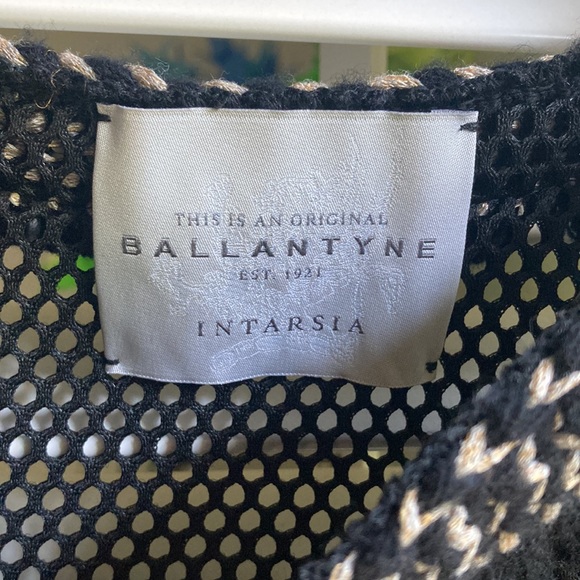 THIS IS AN ORIGINAL
BALLANTYNE
EST. 1921
INTARSIA